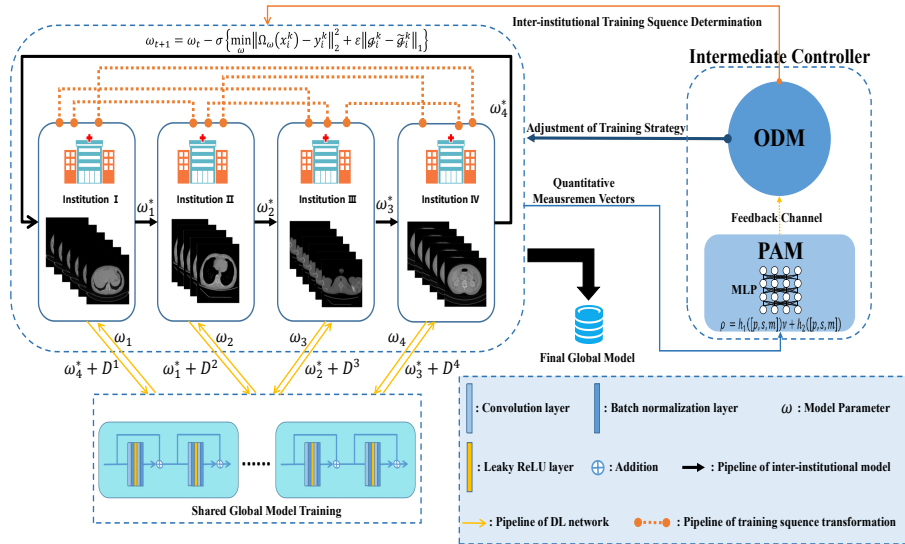 Inter-institutional Training Squence Determination
ω_{t+1} = ω_t − σ{min_ω‖Ω_ω(x_i^k) − y_i^k‖_2^2 + ε‖g_i^k − g̃_i^k‖_1}
Intermediate Controller
ω_4^*
ODM
Adjustment of Training Strategy
Institution I
Institution II
Institution III
Institution IV
ω_1^*
ω_2^*
ω_3^*
Quantitative
Measuremen Vectors
Feedback Channel
PAM
MLP
ρ = h_1([p,s,m])v + h_2([p,s,m])
Final Global Model
ω_1
ω_2
ω_3
ω_4
ω_4^* + D^1
ω_1^* + D^2
ω_2^* + D^3
ω_3^* + D^4
Shared Global Model Training
: Convolution layer
: Batch normalization layer
ω : Model Parameter
: Leaky ReLU layer
: Addition
: Pipeline of inter-institutional model
: Pipeline of DL network
: Pipeline of training squence transformation